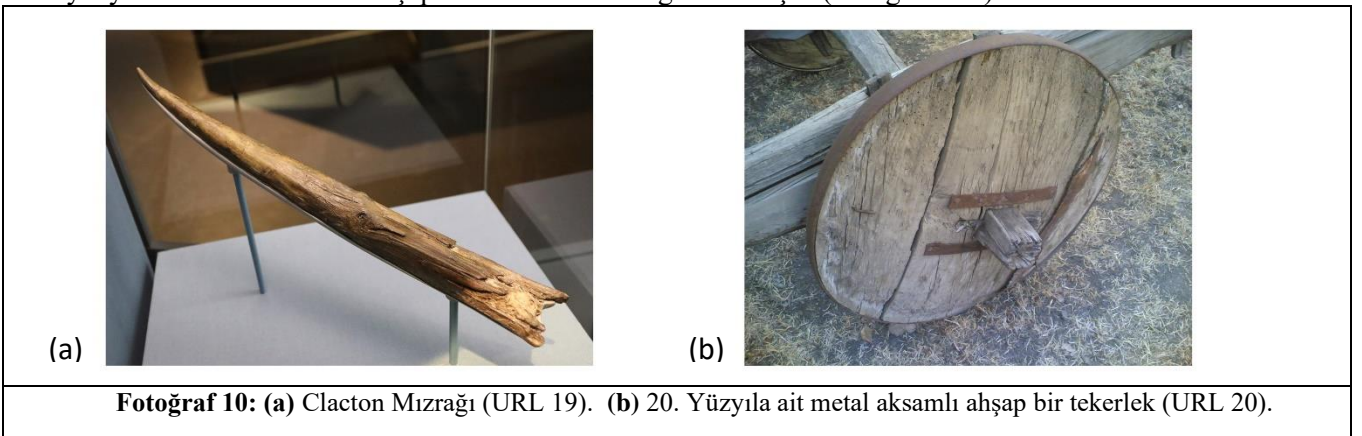 (a)
(b)
Fotoğraf 10: (a) Clacton Mızrağı (URL 19). (b) 20. Yüzyıla ait metal aksamlı ahşap bir tekerlek (URL 20).